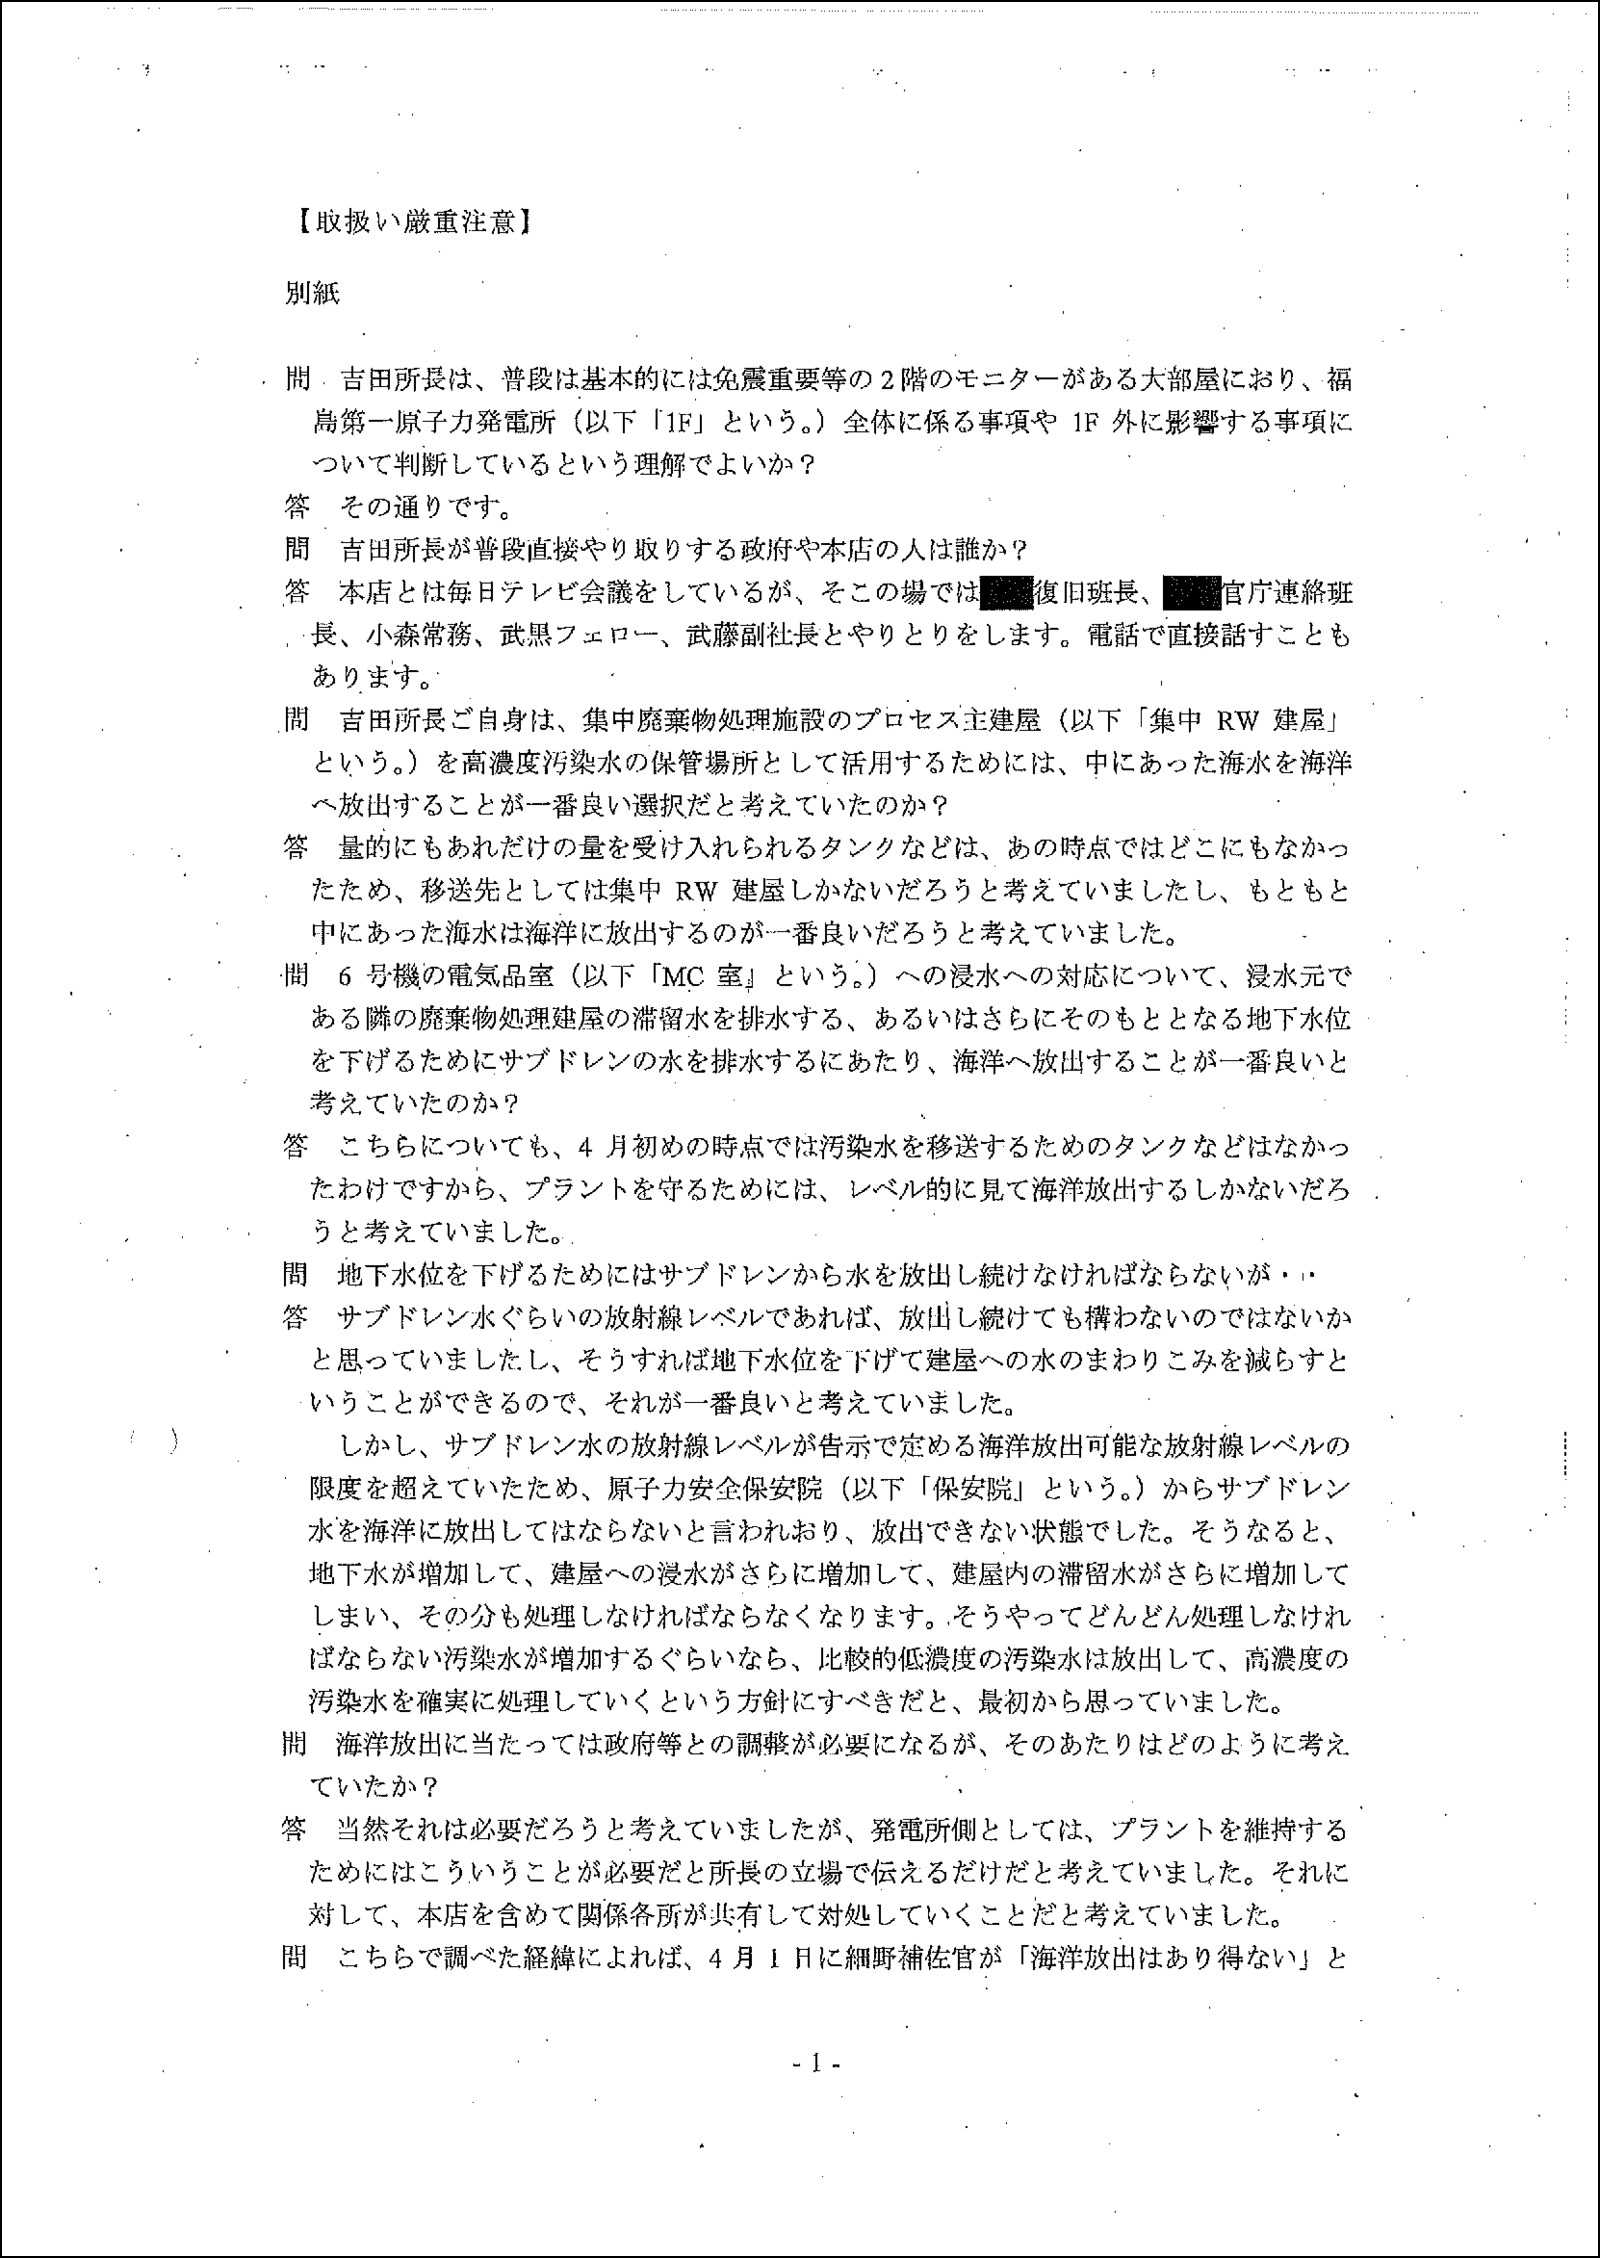 【取扱い厳重注意】
別紙
問　吉田所長は、普段は基本的には免震重要等の2階のモニターがある大部屋におり、福
島第一原子力発電所（以下「1F」という。）全体に係る事項や 1F 外に影響する事項に
ついて判断しているという理解でよいか？
答　その通りです。
問　吉田所長が普段直接やり取りする政府や本店の人は誰か？
答　本店とは毎日テレビ会議をしているが、そこの場では復旧班長、官庁連絡班
長、小森常務、武黒フェロー、武藤副社長とやりとりをします。電話で直接話すことも
あります。
問　吉田所長ご自身は、集中廃棄物処理施設のプロセス主建屋（以下「集中 RW 建屋」
という。）を高濃度汚染水の保管場所として活用するためには、中にあった海水を海洋
へ放出することが一番良い選択だと考えていたのか？
答　量的にもあれだけの量を受け入れられるタンクなどは、あの時点ではどこにもなかっ
たため、移送先としては集中 RW 建屋しかないだろうと考えていましたし、もともと
中にあった海水は海洋に放出するのが一番良いだろうと考えていました。
問　6 号機の電気品室（以下「MC 室」という。）への浸水への対応について、浸水元で
ある隣の廃棄物処理建屋の滞留水を排水する、あるいはさらにそのもととなる地下水位
を下げるためにサブドレンの水を排水するにあたり、海洋へ放出することが一番良いと
考えていたのか？
答　こちらについても、4 月初めの時点では汚染水を移送するためのタンクなどはなかっ
たわけですから、プラントを守るためには、レベル的に見て海洋放出するしかないだろ
うと考えていました。
問　地下水位を下げるためにはサブドレンから水を放出し続けなければならないが・・
答　サブドレン水ぐらいの放射線レベルであれば、放出し続けても構わないのではないか
と思っていましたし、そうすれば地下水位を下げて建屋への水のまわりこみを減らすと
いうことができるので、それが一番良いと考えていました。
しかし、サブドレン水の放射線レベルが告示で定める海洋放出可能な放射線レベルの
限度を超えていたため、原子力安全保安院（以下「保安院」という。）からサブドレン
水を海洋に放出してはならないと言われおり、放出できない状態でした。そうなると、
地下水が増加して、建屋への浸水がさらに増加して、建屋内の滞留水がさらに増加して
しまい、その分も処理しなければならなくなります。そうやってどんどん処理しなけれ
ばならない汚染水が増加するぐらいなら、比較的低濃度の汚染水は放出して、高濃度の
汚染水を確実に処理していくという方針にすべきだと、最初から思っていました。
問　海洋放出に当たっては政府等との調整が必要になるが、そのあたりはどのように考え
ていたか？
答　当然それは必要だろうと考えていましたが、発電所側としては、プラントを維持する
ためにはこういうことが必要だと所長の立場で伝えるだけだと考えていました。それに
対して、本店を含めて関係各所が共有して対処していくことだと考えていました。
問　こちらで調べた経緯によれば、4 月 1 日に細野補佐官が「海洋放出はあり得ない」と
- 1 -